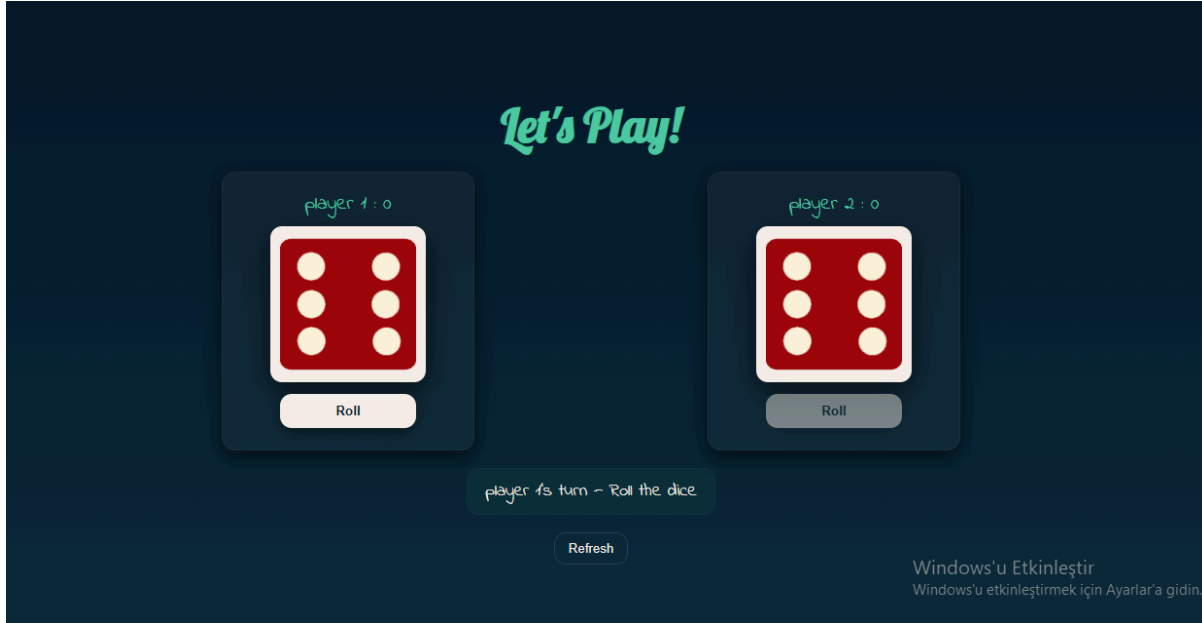 Let's Play!
player 1 : 0
player 2 : 0
Roll
Roll
player 1's turn - Roll the dice
Refresh
Windows'u Etkinleştir
Windows'u etkinleştirmek için Ayarlar'a gidin.